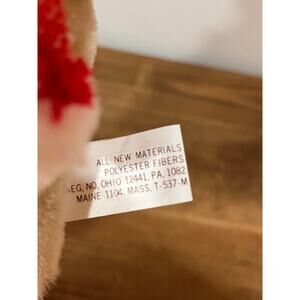 ALL NEW MATERIALS
POLYESTER FIBERS
REG, NO, OHIO 12441, PA, 1082
MAINE 1104, MASS, T-537-M